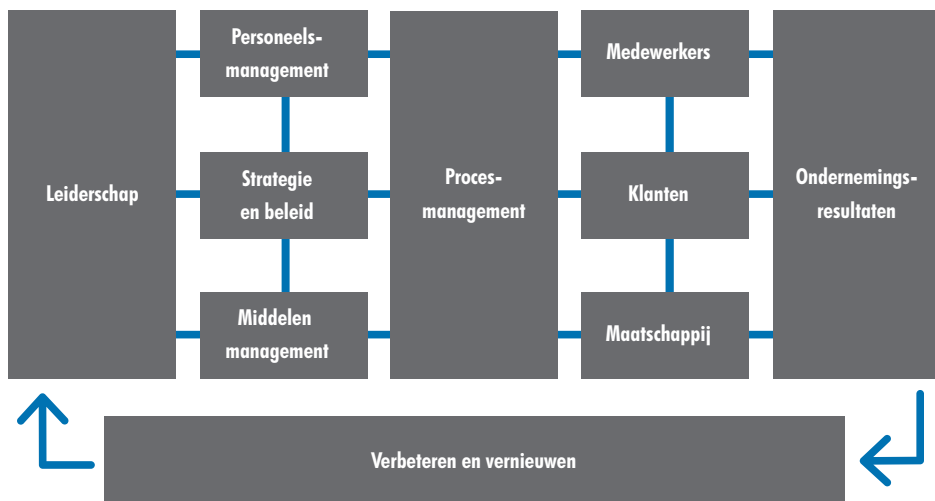 Leiderschap
Personeels-
management
Strategie
en beleid
Middelen
management
Proces-
management
Medewerkers
Klanten
Maatschappij
Ondernemings-
resultaten
Verbeteren en vernieuwen